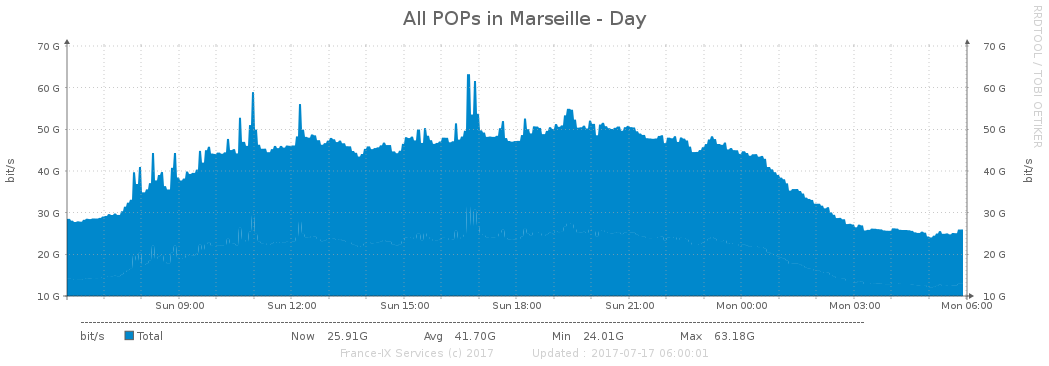 All POPs in Marseille - Day
RRDTOOL / TOBI OETIKER
70 G 70 G
60 G 60 G
50 G 50 G
40 G 40 G
30 G 30 G
20 G 20 G
10 G 10 G
bit/s bit/s
Sun 09:00 Sun 12:00 Sun 15:00 Sun 18:00 Sun 21:00 Mon 00:00 Mon 03:00 Mon 06:00
bit/s Total Now 25.91G Avg 41.70G Min 24.01G Max 63.18G
France-IX Services (c) 2017 Updated : 2017-07-17 06:00:01